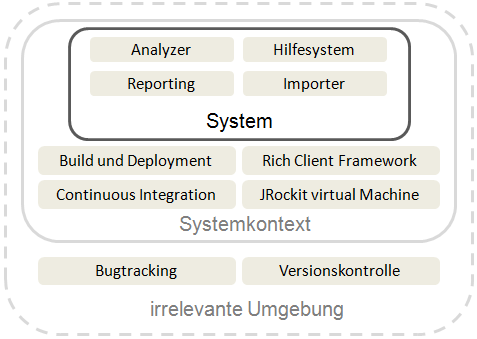 Analyzer
Hilfesystem
Reporting
Importer
System
Build und Deployment
Rich Client Framework
Continuous Integration
JRockit virtual Machine
Systemkontext
Bugtracking
Versionskontrolle
irrelevante Umgebung